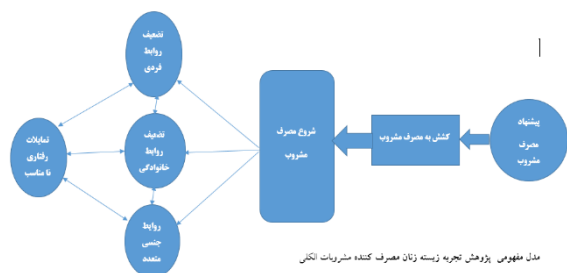 پیشنهاد
مصرف
مشروب
کشش به مصرف مشروب
شروع مصرف
مشروب
تضعیف
روابط
فردی
تضعیف
روابط
خانوادگی
روابط
جنسی
متعدد
تمایلات
رفتاری
نا مناسب
مدل مفهومی پژوهش تجربه زیسته زنان مصرف کننده مشروبات الکلی